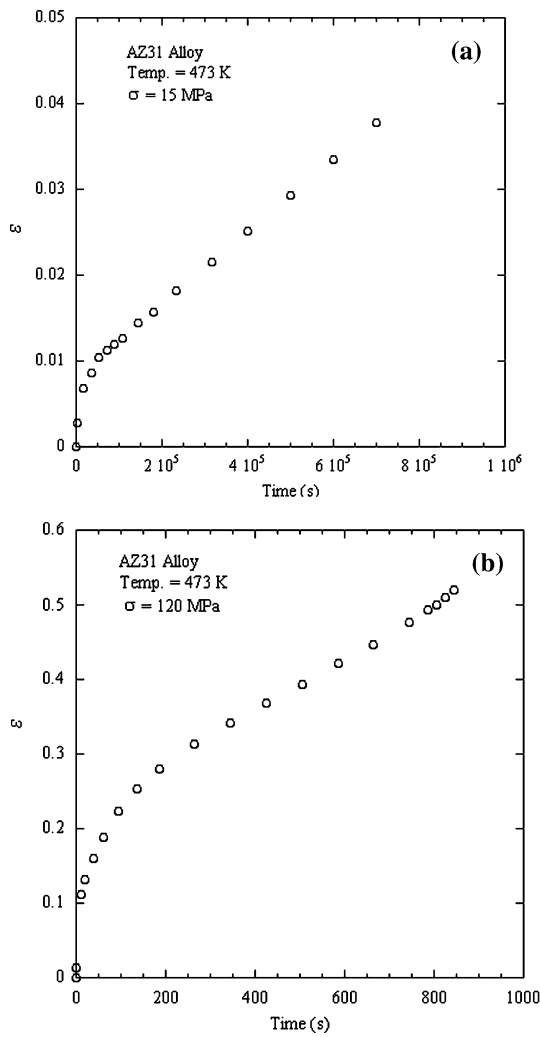 (a)
AZ31 Alloy
Temp. = 473 K
σ = 15 MPa
0.05
0.04
0.03
0.02
0.01
0
ε
0 2 10⁵ 4 10⁵ 6 10⁵ 8 10⁵ 1 10⁶
Time (s)
(b)
AZ31 Alloy
Temp. = 473 K
σ = 120 MPa
0.6
0.5
0.4
0.3
0.2
0.1
0
ε
0 200 400 600 800 1000
Time (s)